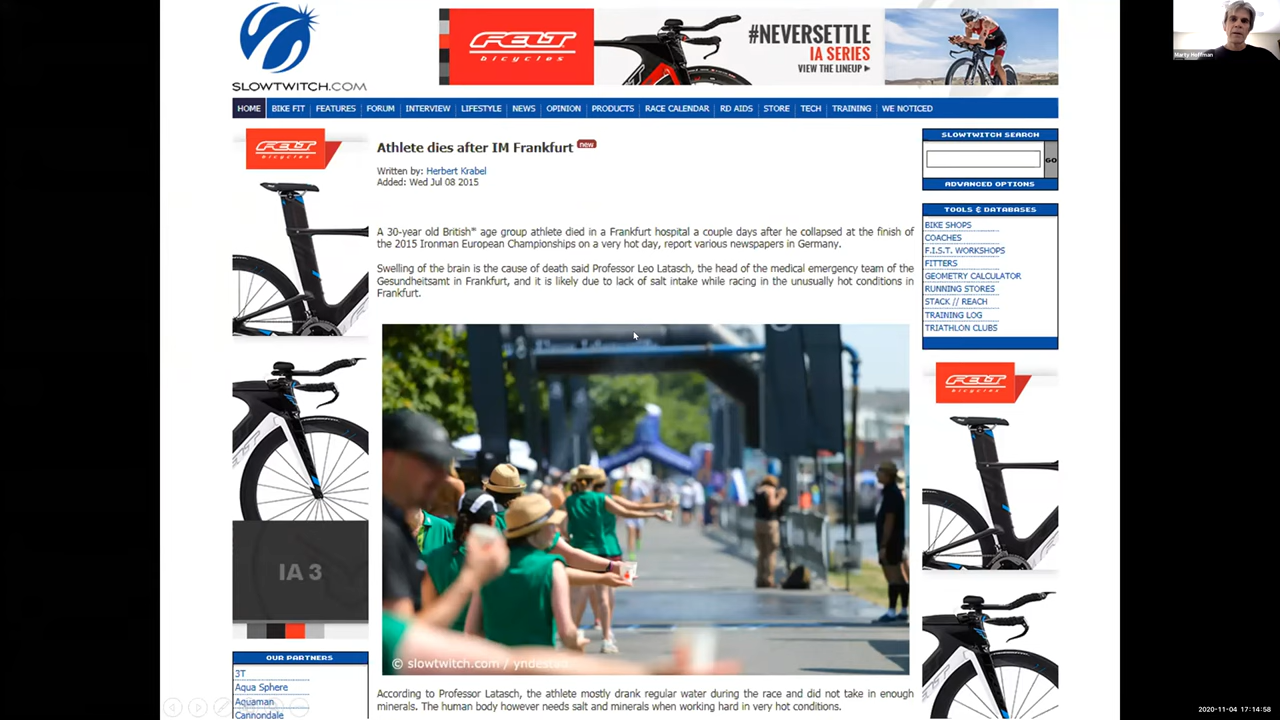 SLOWTWITCH.COM
FELT
bicycles
#NEVERSETTLE
IA SERIES
VIEW THE LINEUP
Marty Hoffman
HOME BIKE FIT FEATURES FORUM INTERVIEW LIFESTYLE NEWS OPINION PRODUCTS RACE CALENDAR RD AIDS STORE TECH TRAINING WE NOTICED
FELT
bicycles
IA 3
OUR PARTNERS
3T
Aqua Sphere
Aquaman
Cannondale
Athlete dies after IM Frankfurt new
Written by: Herbert Krabel
Added: Wed Jul 08 2015
A 30-year old British" age group athlete died in a Frankfurt hospital a couple days after he collapsed at the finish of
the 2015 Ironman European Championships on a very hot day, report various newspapers in Germany.
Swelling of the brain is the cause of death said Professor Leo Latasch, the head of the medical emergency team of the
Gesundheitsamt in Frankfurt, and it is likely due to lack of salt intake while racing in the unusually hot conditions in
Frankfurt.
© slowtwitch.com /
According to Professor Latasch, the athlete mostly drank regular water during the race and did not take in enough
minerals. The human body however needs salt and minerals when working hard in very hot conditions.
SLOWTWITCH SEARCH
GO
ADVANCED OPTIONS
TOOLS & DATABASES
BIKE SHOPS
COACHES
F.I.S.T. WORKSHOPS
FITTERS
GEOMETRY CALCULATOR
RUNNING STORES
STACK // REACH
TRAINING LOG
TRIATHLON CLUBS
FELT
bicycles
2020-11-04 17:14:58